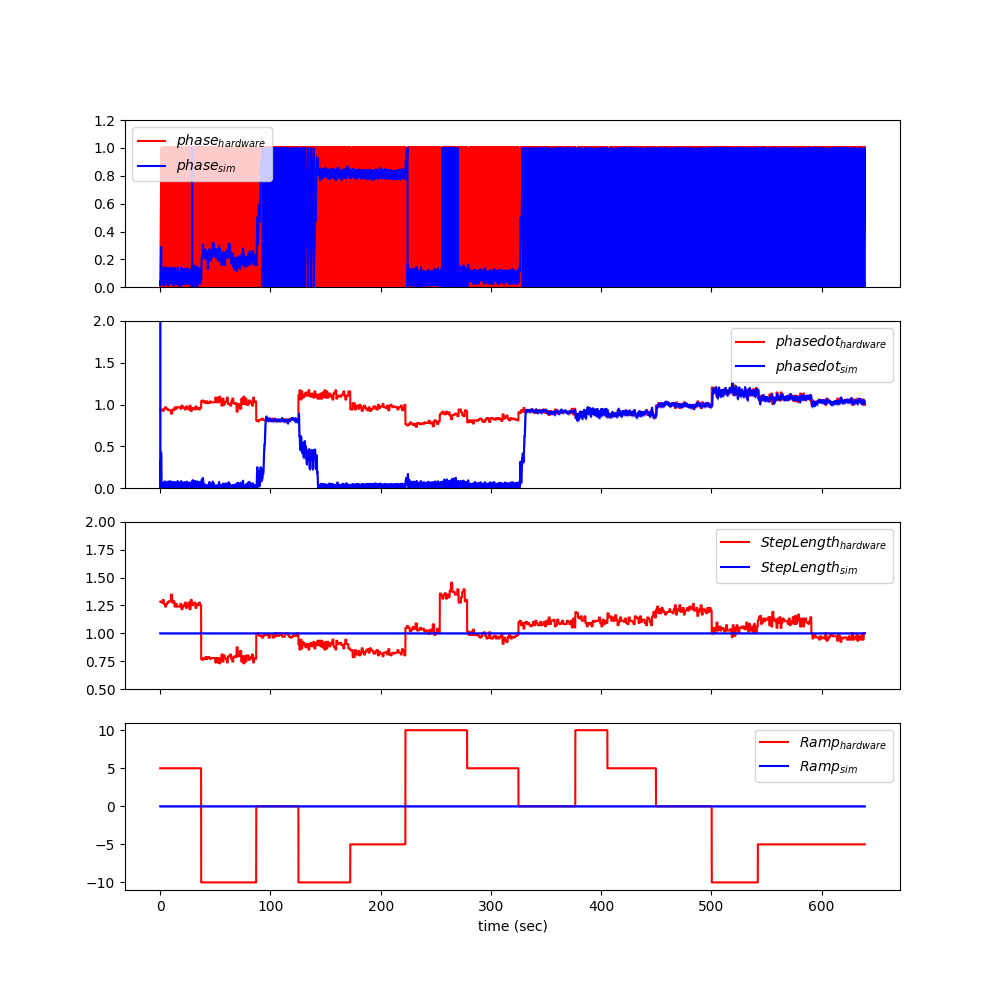 1.2
1.0
0.8
0.6
0.4
0.2
0.0
phase_hardware
phase_sim
2.0
1.5
1.0
0.5
0.0
phasedot_hardware
phasedot_sim
2.00
1.75
1.50
1.25
1.00
0.75
0.50
StepLength_hardware
StepLength_sim
10
5
0
−5
−10
Ramp_hardware
Ramp_sim
0 100 200 300 400 500 600
time (sec)